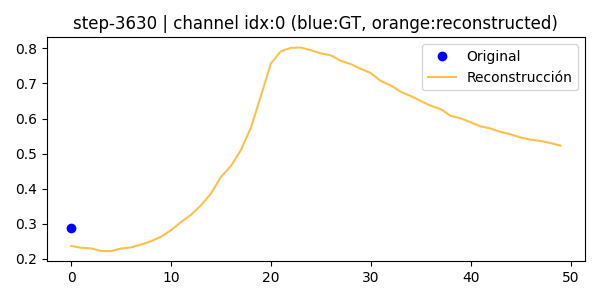 step-3630 | channel idx:0 (blue:GT, orange:reconstructed)
Original
Reconstrucción
0.8
0.7
0.6
0.5
0.4
0.3
0.2
0 10 20 30 40 50